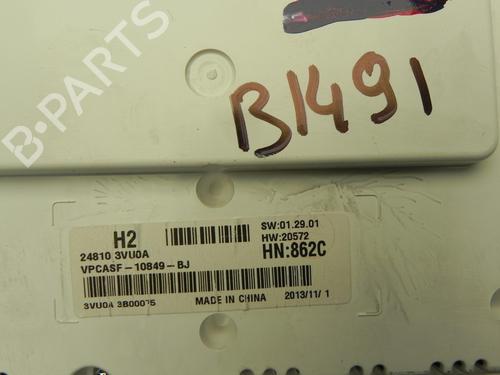 B-PARTS
B1491
H2
24810 3VU0A
VPCASF-10849-BJ
3VU0A 3B00075
MADE IN CHINA
SW:01.29.01
HW:20572
HN:862C
2013/11/ 1